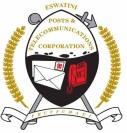 ESWATINI
POSTS &
TELECOMMUNICATIONS
CORPORATION